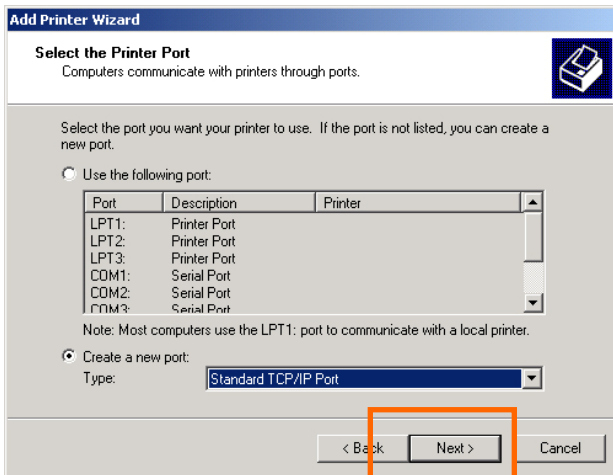 Add Printer Wizard
Select the Printer Port
Computers communicate with printers through ports.
Select the port you want your printer to use. If the port is not listed, you can create a
new port.
Use the following port:
Port Description Printer
LPT1: Printer Port
LPT2: Printer Port
LPT3: Printer Port
COM1: Serial Port
COM2: Serial Port
COM3: Serial Port
Note: Most computers use the LPT1: port to communicate with a local printer.
Create a new port:
Type: Standard TCP/IP Port
< Back Next > Cancel